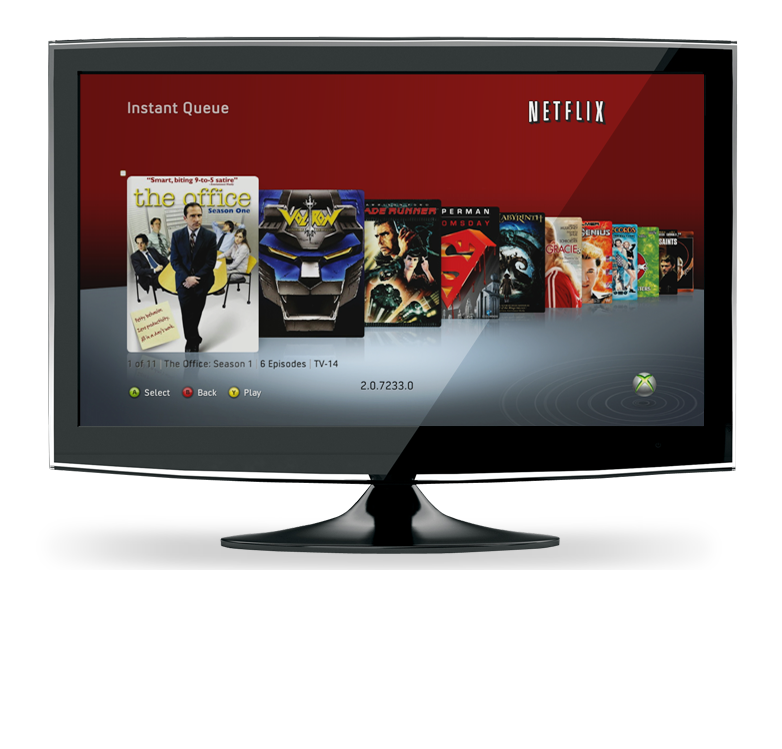 Instant Queue
NETFLIX
"Smart, biting 9-to-5 satire"
the office
Season One
VOLTRON
ADE RUNNER
PERMAN
OMSDAY
ABYRINTH
GRACIE
GENIUS
SAINTS
1 of 11 | The Office: Season 1 | 6 Episodes | TV-14
A Select B Back Y Play
2.0.7233.0